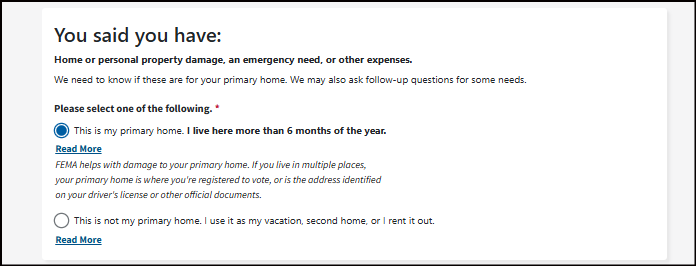 You said you have:
Home or personal property damage, an emergency need, or other expenses.
We need to know if these are for your primary home. We may also ask follow-up questions for some needs.
Please select one of the following. *
This is my primary home. I live here more than 6 months of the year.
Read More
FEMA helps with damage to your primary home. If you live in multiple places,
your primary home is where you're registered to vote, or is the address identified
on your driver's license or other official documents.
This is not my primary home. I use it as my vacation, second home, or I rent it out.
Read More